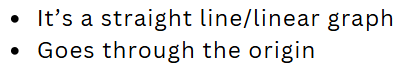 • It’s a straight line/linear graph
• Goes through the origin